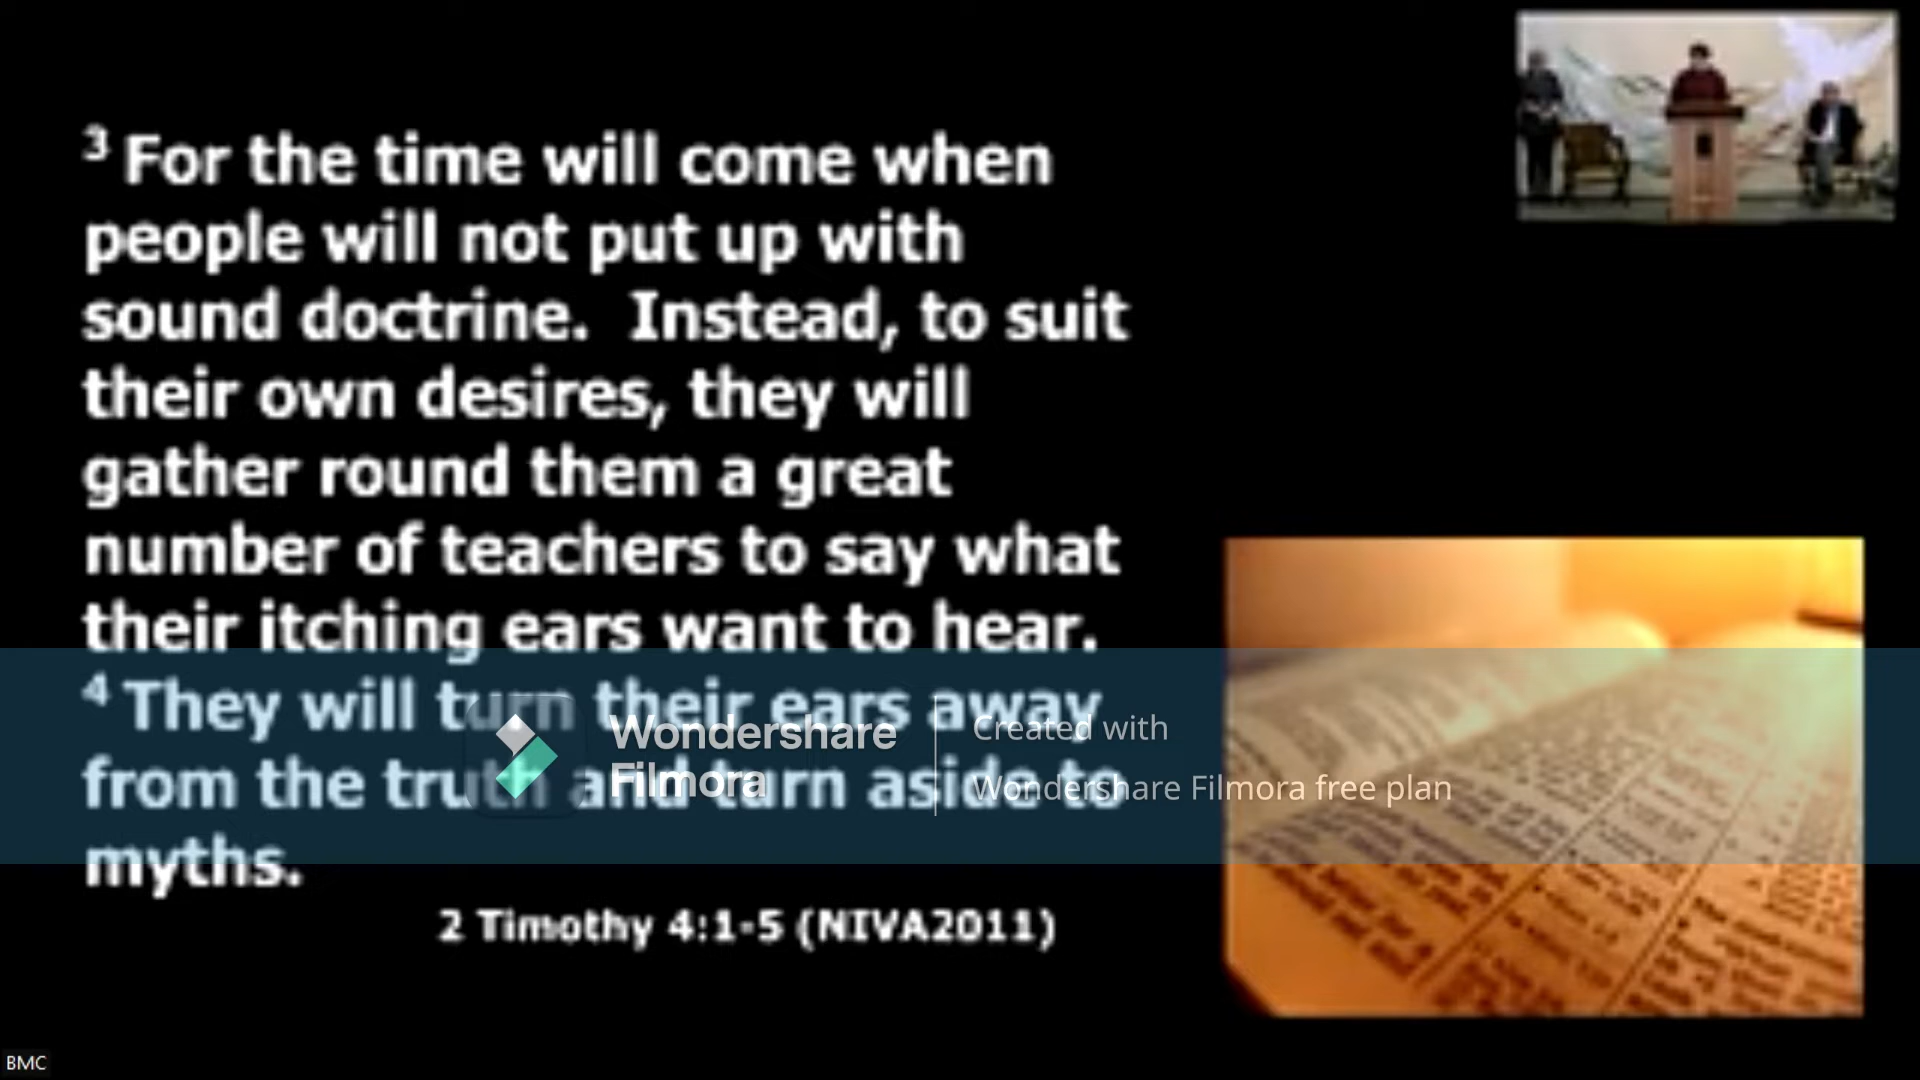 ³ For the time will come when
people will not put up with
sound doctrine.  Instead, to suit
their own desires, they will
gather round them a great
number of teachers to say what
their itching ears want to hear.
⁴ They will turn their ears away
from the truth and turn aside to
myths.
2 Timothy 4:1-5 (NIVA2011)
Wondershare
Filmora
Created with
Wondershare Filmora free plan
BMC